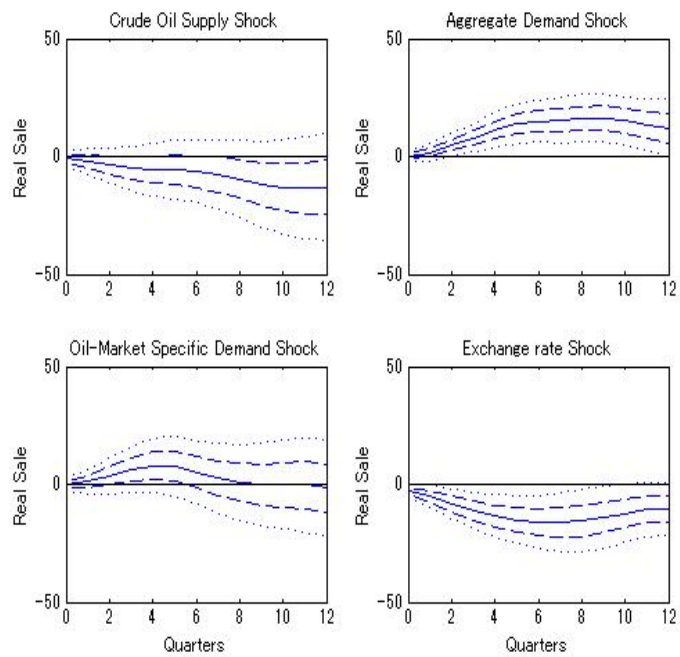 Crude Oil Supply Shock
50
0
-50
Real Sale
0 2 4 6 8 10 12
Aggregate Demand Shock
50
0
-50
Real Sale
0 2 4 6 8 10 12
Oil-Market Specific Demand Shock
50
0
-50
Real Sale
0 2 4 6 8 10 12
Quarters
Exchange rate Shock
50
0
-50
Real Sale
0 2 4 6 8 10 12
Quarters